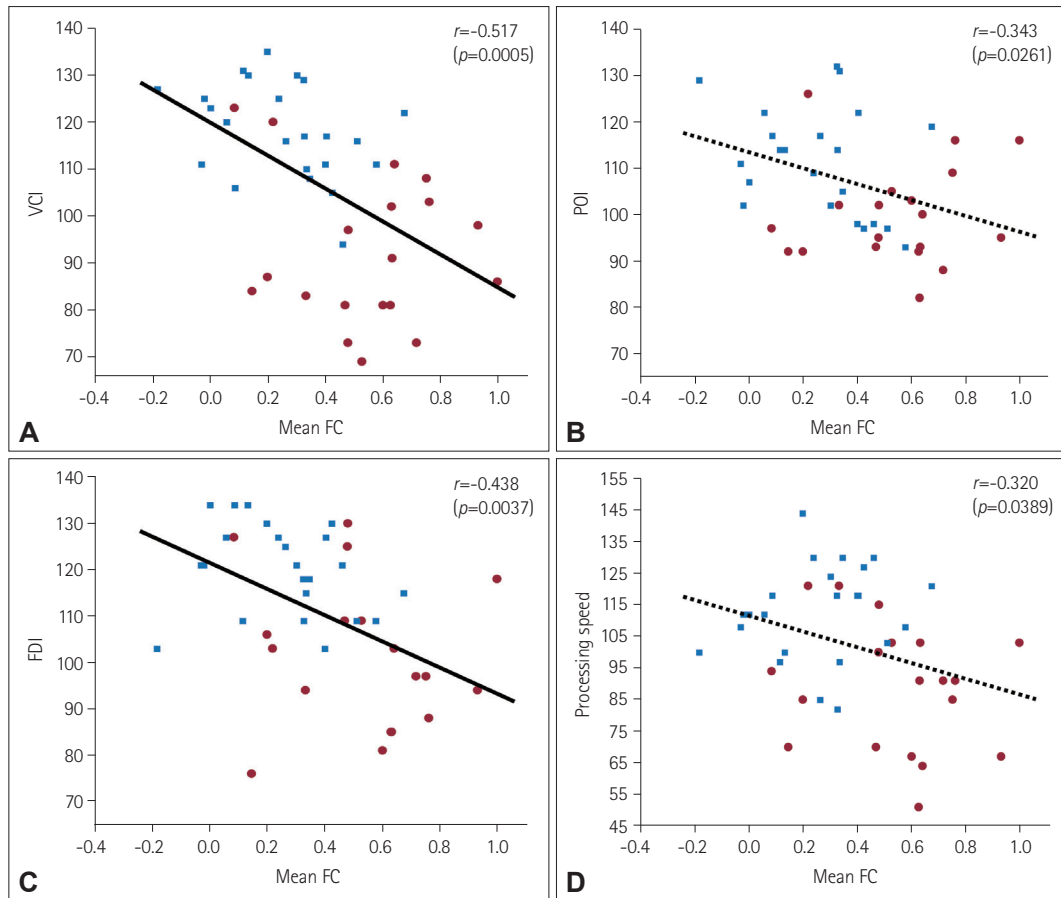 r=-0.517
(p=0.0005)
140
130
120
110
100
90
80
70
VCI
-0.4 -0.2 0.0 0.2 0.4 0.6 0.8 1.0
Mean FC
A
r=-0.343
(p=0.0261)
140
130
120
110
100
90
80
70
POI
-0.4 -0.2 0.0 0.2 0.4 0.6 0.8 1.0
Mean FC
B
r=-0.438
(p=0.0037)
140
130
120
110
100
90
80
70
FDI
-0.4 -0.2 0.0 0.2 0.4 0.6 0.8 1.0
Mean FC
C
r=-0.320
(p=0.0389)
155
145
135
125
115
105
95
85
75
65
55
45
Processing speed
-0.4 -0.2 0.0 0.2 0.4 0.6 0.8 1.0
Mean FC
D